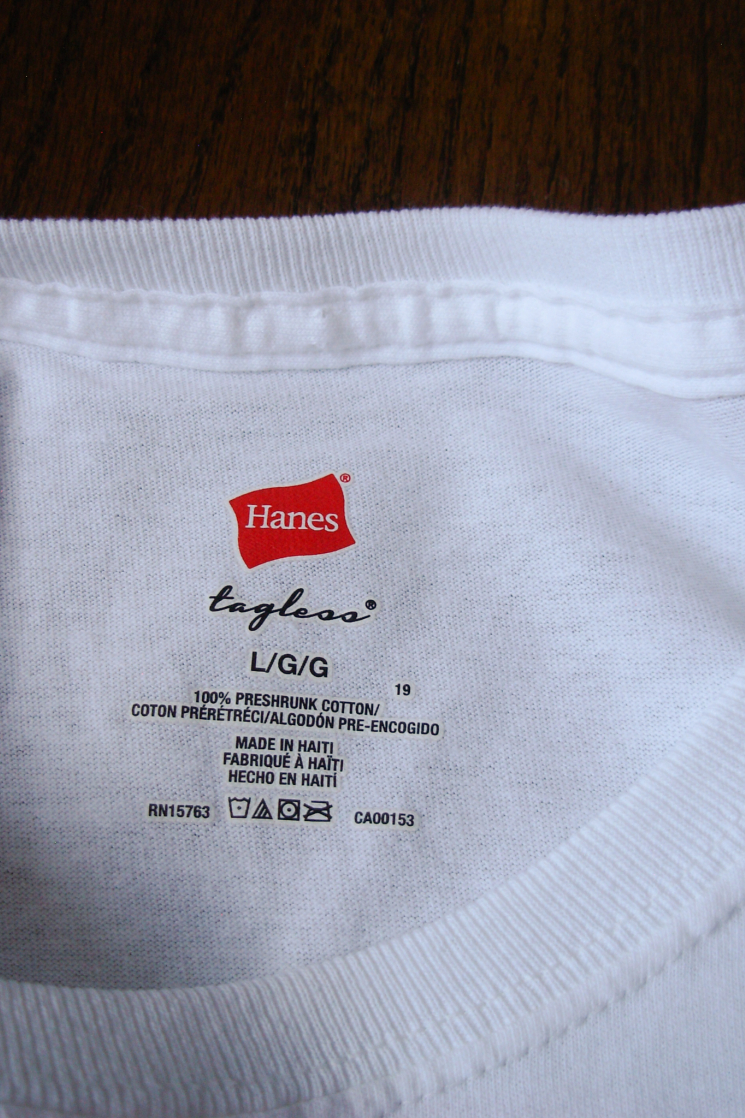 Hanes®
tagless®
L/G/G
19
100% PRESHRUNK COTTON/
COTON PRÉRÉTRÉCI/ALGODÓN PRE-ENCOGIDO
MADE IN HAITI
FABRIQUÉ À HAÏTI
HECHO EN HAITÍ
RN15763 CA00153